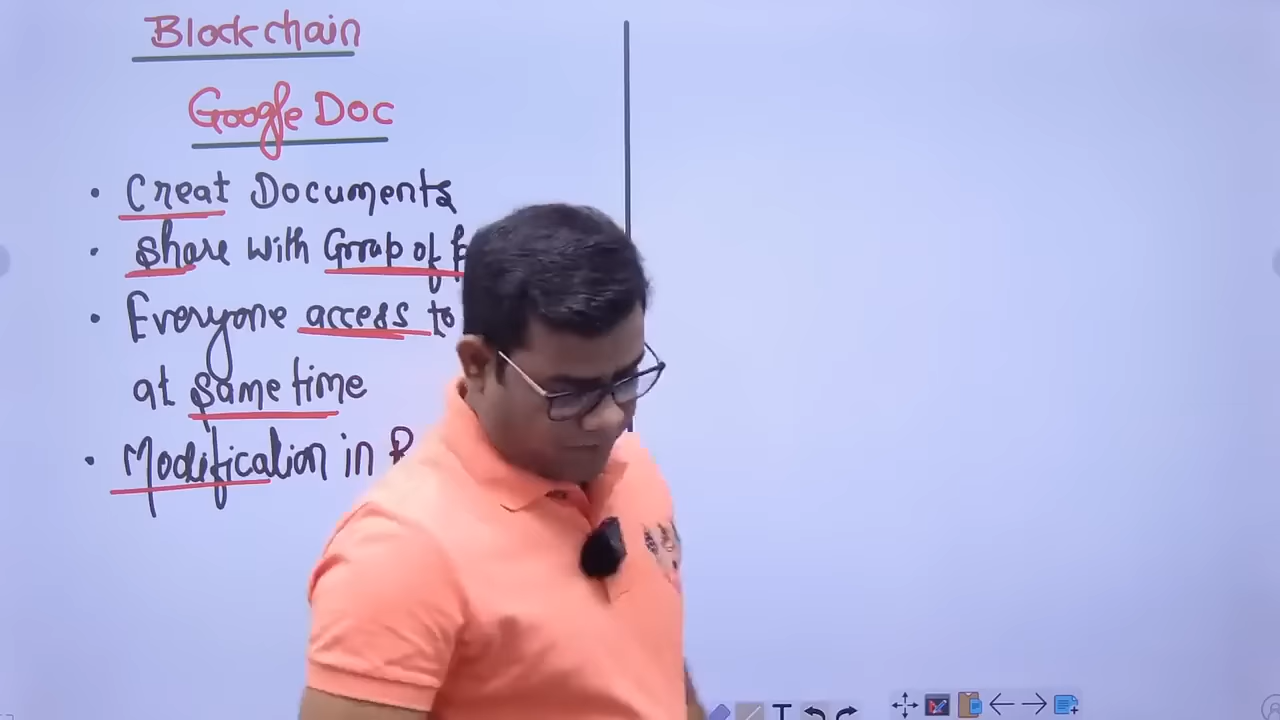 Blockchain
Google Doc
• Creat Documents
• share with Group of
• Everyone access to
at same time
• Modification in
T